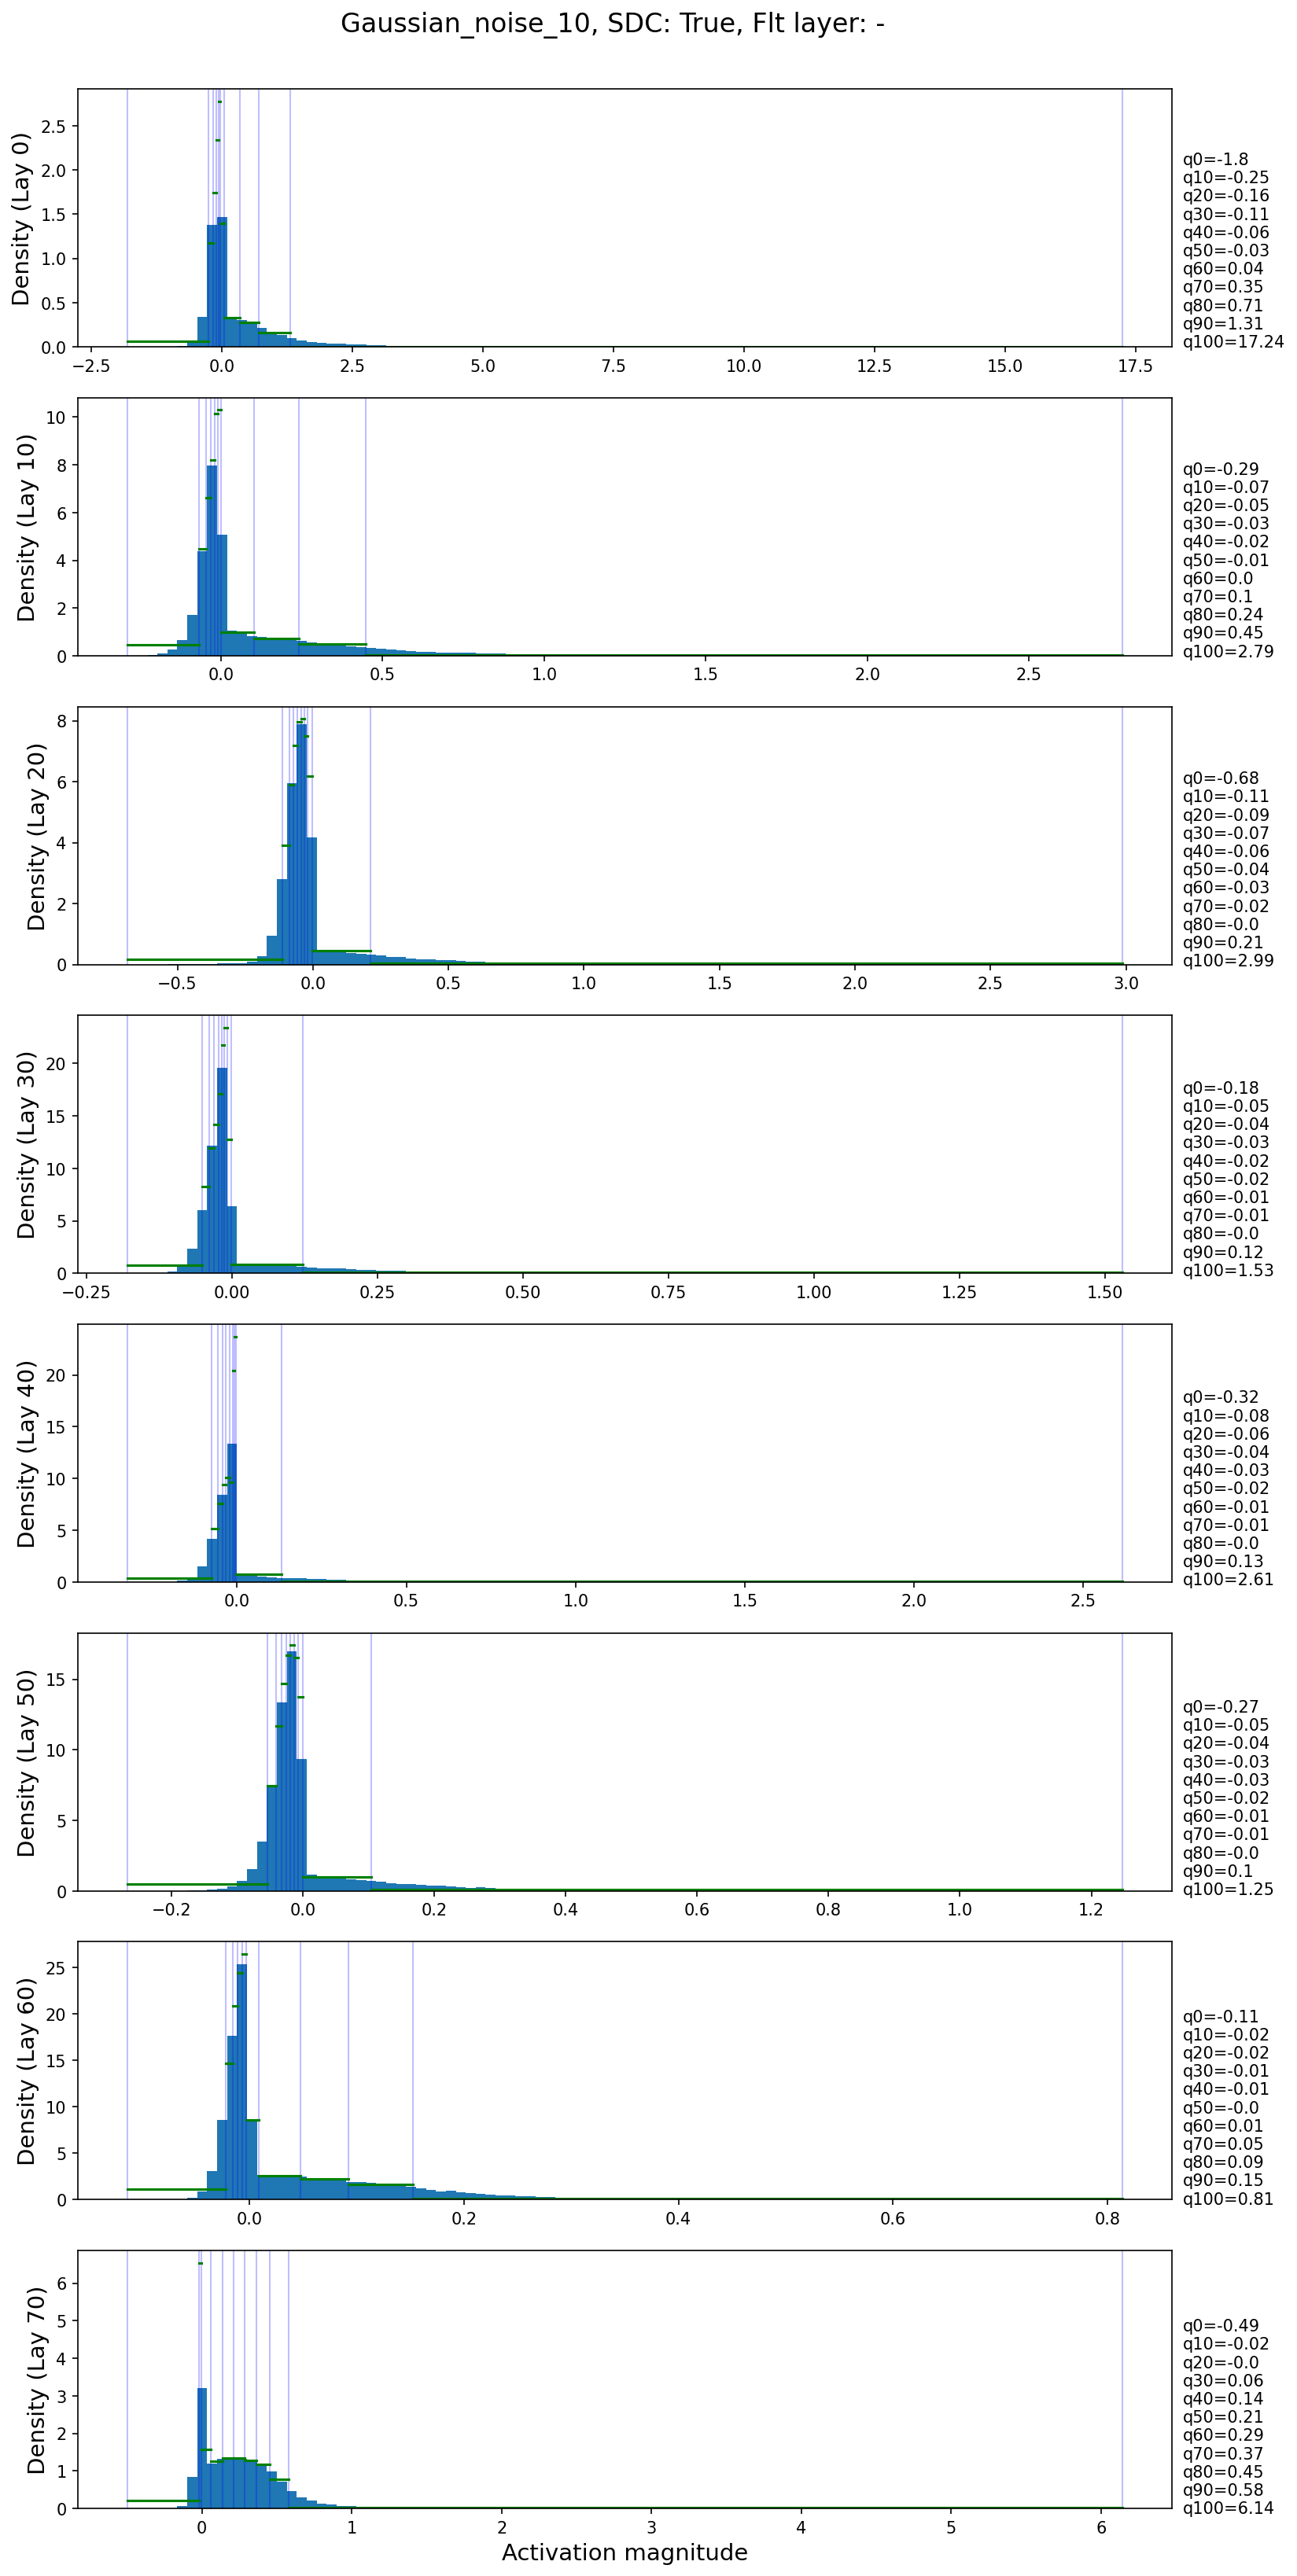 Gaussian_noise_10, SDC: True, Flt layer: -
Density (Lay 0)
2.5
2.0
1.5
1.0
0.5
0.0
−2.5 0.0 2.5 5.0 7.5 10.0 12.5 15.0 17.5
q0=-1.8
q10=-0.25
q20=-0.16
q30=-0.11
q40=-0.06
q50=-0.03
q60=0.04
q70=0.35
q80=0.71
q90=1.31
q100=17.24
Density (Lay 10)
10
8
6
4
2
0
0.0 0.5 1.0 1.5 2.0 2.5
q0=-0.29
q10=-0.07
q20=-0.05
q30=-0.03
q40=-0.02
q50=-0.01
q60=0.0
q70=0.1
q80=0.24
q90=0.45
q100=2.79
Density (Lay 20)
8
6
4
2
0
−0.5 0.0 0.5 1.0 1.5 2.0 2.5 3.0
q0=-0.68
q10=-0.11
q20=-0.09
q30=-0.07
q40=-0.06
q50=-0.04
q60=-0.03
q70=-0.02
q80=-0.0
q90=0.21
q100=2.99
Density (Lay 30)
20
15
10
5
0
−0.25 0.00 0.25 0.50 0.75 1.00 1.25 1.50
q0=-0.18
q10=-0.05
q20=-0.04
q30=-0.03
q40=-0.02
q50=-0.02
q60=-0.01
q70=-0.01
q80=-0.0
q90=0.12
q100=1.53
Density (Lay 40)
20
15
10
5
0
0.0 0.5 1.0 1.5 2.0 2.5
q0=-0.32
q10=-0.08
q20=-0.06
q30=-0.04
q40=-0.03
q50=-0.02
q60=-0.01
q70=-0.01
q80=-0.0
q90=0.13
q100=2.61
Density (Lay 50)
15
10
5
0
−0.2 0.0 0.2 0.4 0.6 0.8 1.0 1.2
q0=-0.27
q10=-0.05
q20=-0.04
q30=-0.03
q40=-0.03
q50=-0.02
q60=-0.01
q70=-0.01
q80=-0.0
q90=0.1
q100=1.25
Density (Lay 60)
25
20
15
10
5
0
0.0 0.2 0.4 0.6 0.8
q0=-0.11
q10=-0.02
q20=-0.02
q30=-0.01
q40=-0.01
q50=-0.0
q60=0.01
q70=0.05
q80=0.09
q90=0.15
q100=0.81
Density (Lay 70)
6
5
4
3
2
1
0
0 1 2 3 4 5 6
q0=-0.49
q10=-0.02
q20=-0.0
q30=0.06
q40=0.14
q50=0.21
q60=0.29
q70=0.37
q80=0.45
q90=0.58
q100=6.14
Activation magnitude